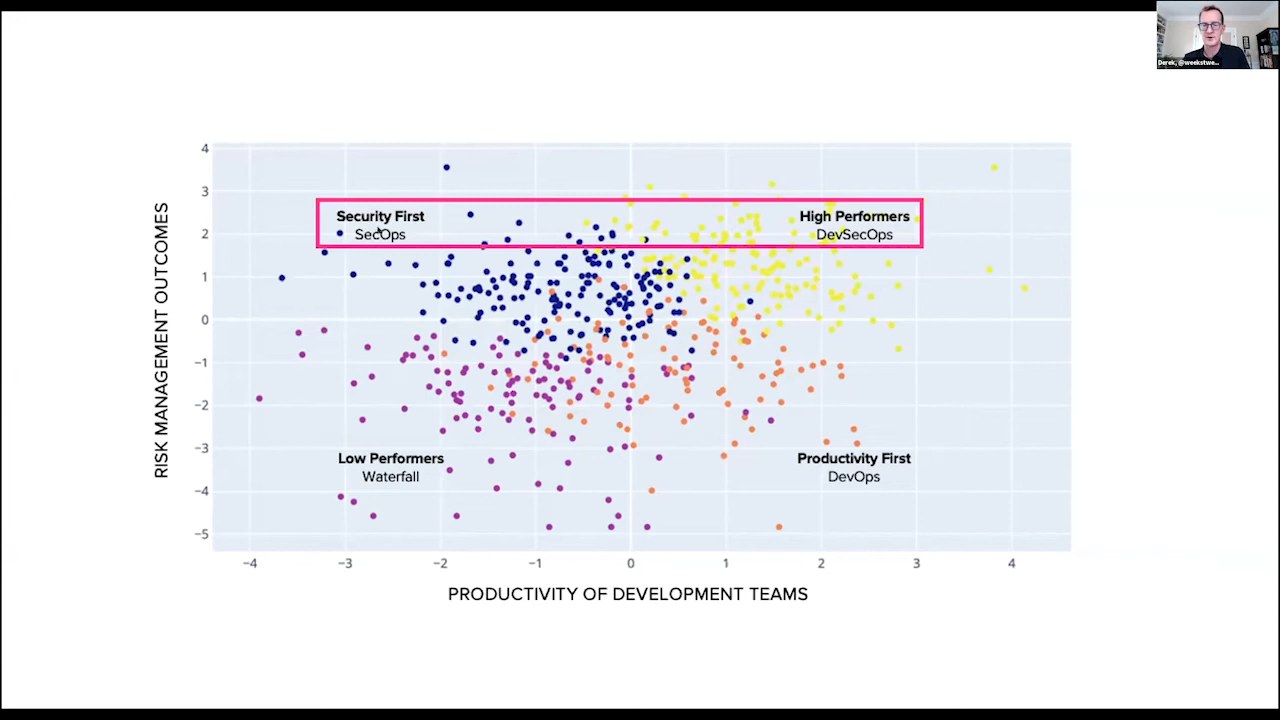 Derek, @weekstwe...
4
3
Security First
High Performers
2
SecOps
DevSecOps
1
0
−1
−2
−3
Low Performers
Productivity First
Waterfall
DevOps
−4
−5
−4
−3
−2
−1
0
1
2
3
4
RISK MANAGEMENT OUTCOMES
PRODUCTIVITY OF DEVELOPMENT TEAMS